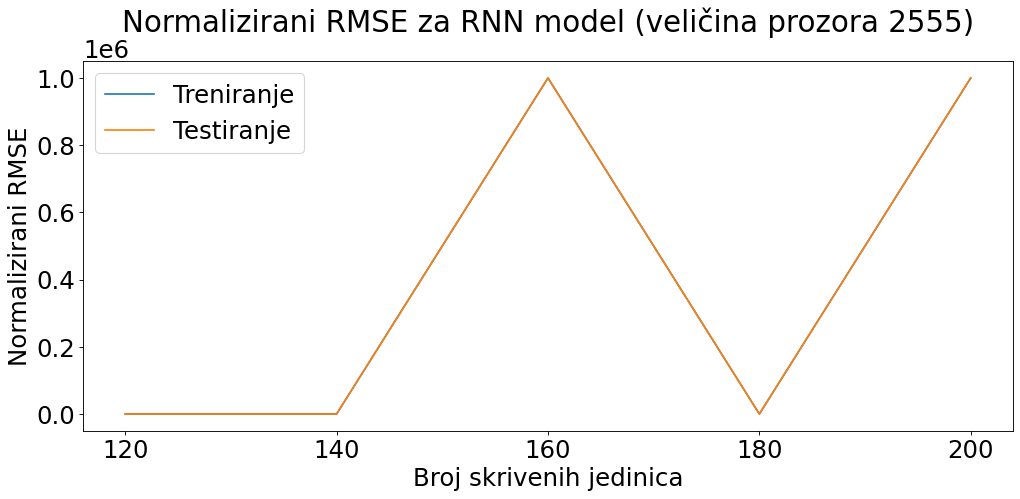 Normalizirani RMSE za RNN model (veličina prozora 2555)
1e6
Treniranje
Testiranje
Normalizirani RMSE
1.0
0.8
0.6
0.4
0.2
0.0
120 140 160 180 200
Broj skrivenih jedinica